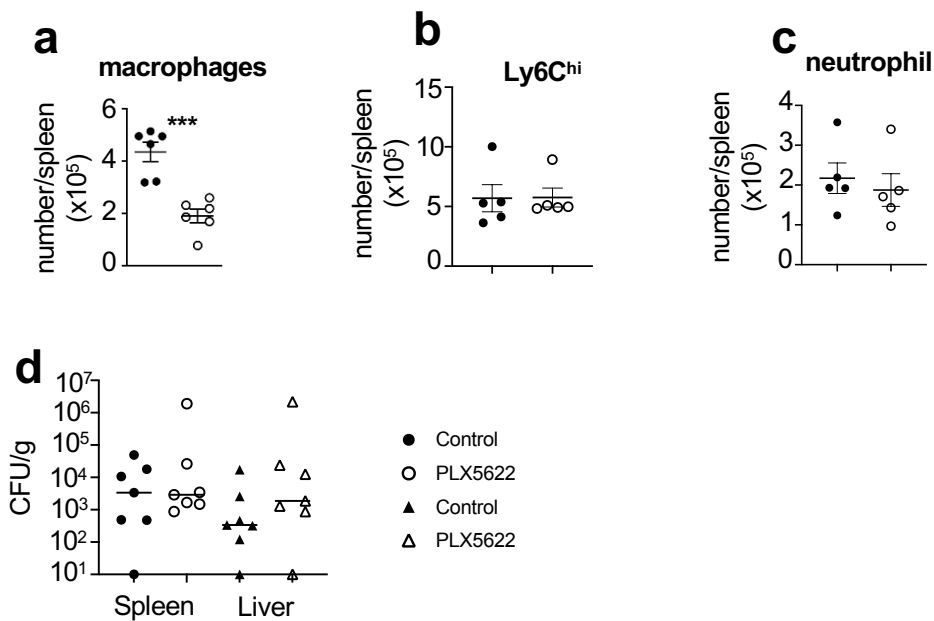 a
macrophages
number/spleen
(x10⁵)
6
4
2
0
***
b
Ly6Cʰⁱ
number/spleen
(x10⁵)
15
10
5
0
c
neutrophil
number/spleen
(x10⁵)
4
3
2
1
0
d
CFU/g
10⁷
10⁶
10⁵
10⁴
10³
10²
10¹
Spleen Liver
Control
PLX5622
Control
PLX5622